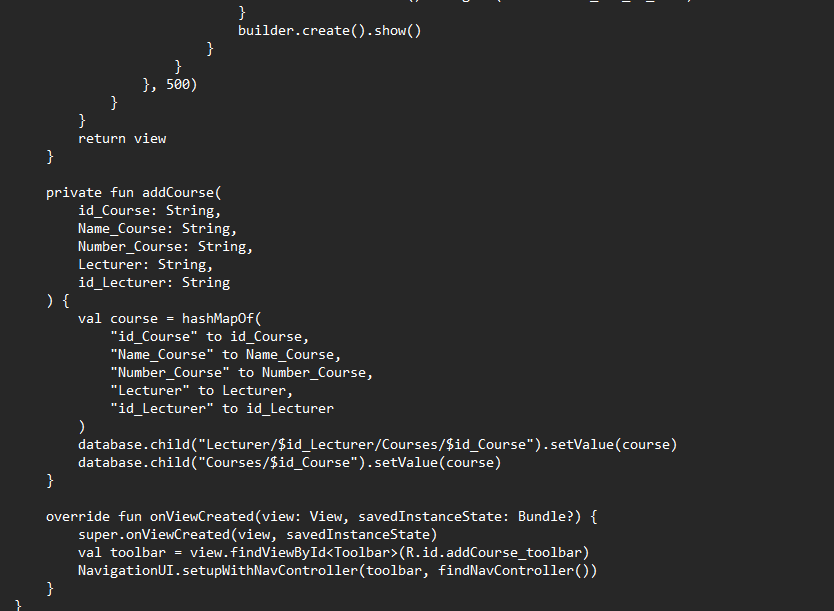 }
builder.create().show()
}
}
}, 500)
}
}
return view
}
private fun addCourse(
id_Course: String,
Name_Course: String,
Number_Course: String,
Lecturer: String,
id_Lecturer: String
) {
val course = hashMapOf(
"id_Course" to id_Course,
"Name_Course" to Name_Course,
"Number_Course" to Number_Course,
"Lecturer" to Lecturer,
"id_Lecturer" to id_Lecturer
)
database.child("Lecturer/$id_Lecturer/Courses/$id_Course").setValue(course)
database.child("Courses/$id_Course").setValue(course)
}
override fun onViewCreated(view: View, savedInstanceState: Bundle?) {
super.onViewCreated(view, savedInstanceState)
val toolbar = view.findViewById<Toolbar>(R.id.addCourse_toolbar)
NavigationUI.setupWithNavController(toolbar, findNavController())
}
}